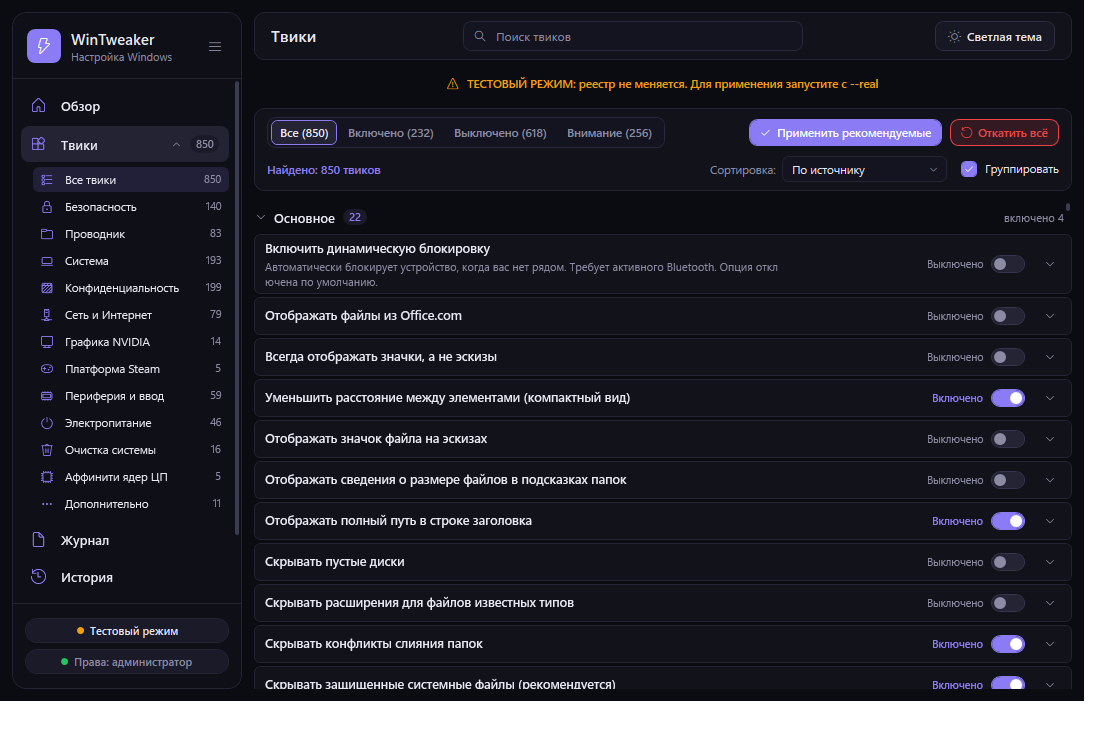 WinTweaker
Настройка Windows
Обзор
Твики 850
Все твики 850
Безопасность 140
Проводник 83
Система 193
Конфиденциальность 199
Сеть и Интернет 79
Графика NVIDIA 14
Платформа Steam 5
Периферия и ввод 59
Электропитание 46
Очистка системы 16
Аффинити ядер ЦП 5
Дополнительно 11
Журнал
История
Тестовый режим
Права: администратор
Твики
Поиск твиков
Светлая тема
ТЕСТОВЫЙ РЕЖИМ: реестр не меняется. Для применения запустите с --real
Все (850) Включено (232) Выключено (618) Внимание (256)
Применить рекомендуемые
Откатить всё
Найдено: 850 твиков
Сортировка: По источнику
Группировать
Основное 22
включено 4
Включить динамическую блокировку
Автоматически блокирует устройство, когда вас нет рядом. Требует активного Bluetooth. Опция откл
ючена по умолчанию.
Выключено
Отображать файлы из Office.com Выключено
Всегда отображать значки, а не эскизы Выключено
Уменьшить расстояние между элементами (компактный вид) Включено
Отображать значок файла на эскизах Выключено
Отображать сведения о размере файлов в подсказках папок Выключено
Отображать полный путь в строке заголовка Включено
Скрывать пустые диски Выключено
Скрывать расширения для файлов известных типов Выключено
Скрывать конфликты слияния папок Включено
Скрывать защищенные системные файлы (рекомендуется) Включено